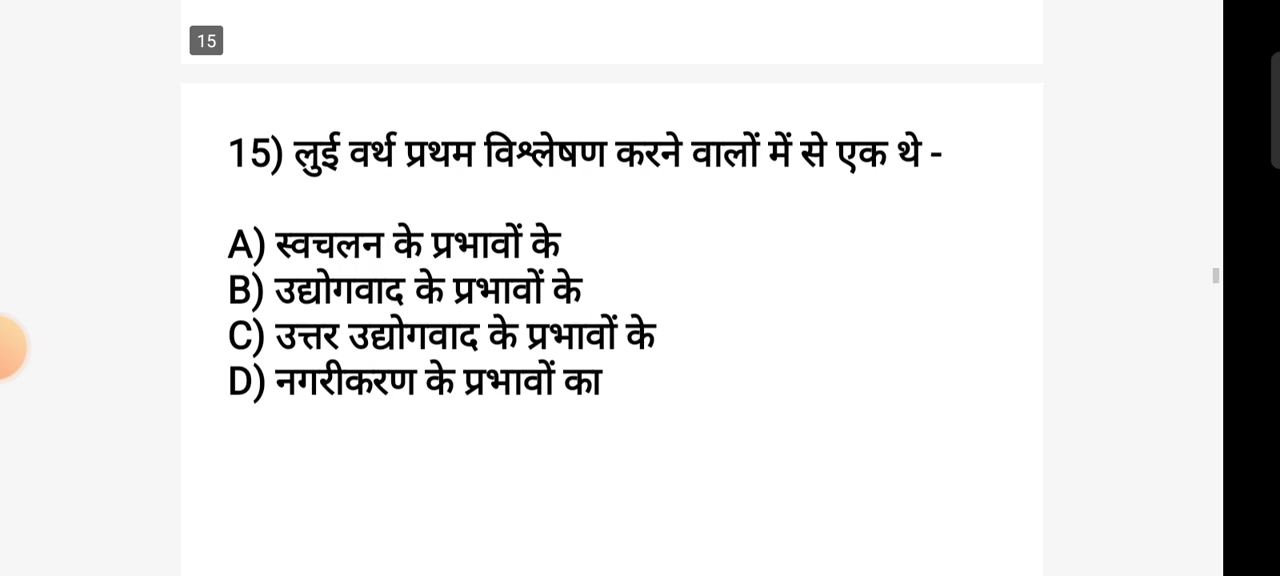 15
15) लुई वर्थ प्रथम विश्लेषण करने वालों में से एक थे -
A) स्वचलन के प्रभावों के
B) उद्योगवाद के प्रभावों के
C) उत्तर उद्योगवाद के प्रभावों के
D) नगरीकरण के प्रभावों का